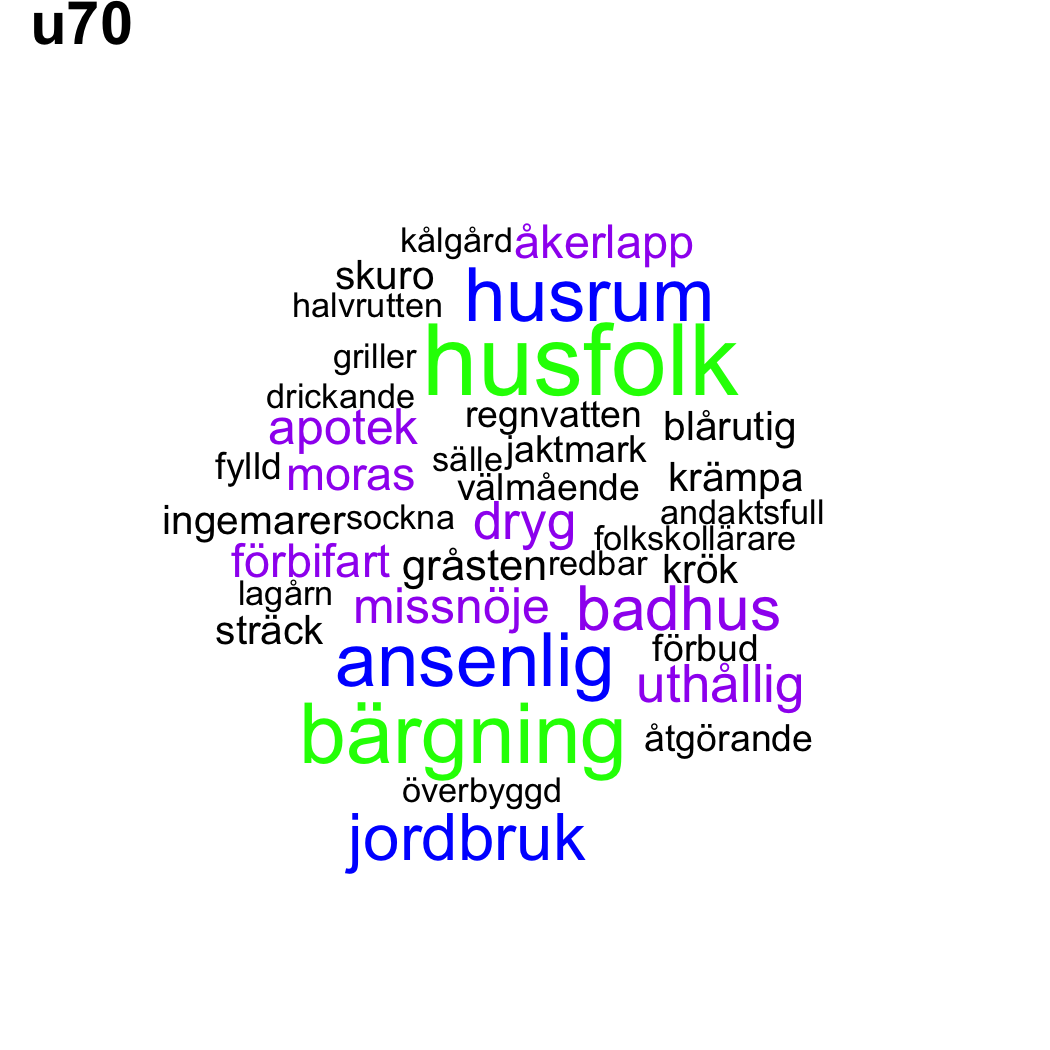 u70
kålgård åkerlapp
skuro
husrum
halvrutten
griller
husfolk
drickande
regnvatten
apotek
blårutig
jaktmark
sälle
fylld
moras
krämpa
välmående
andaktsfull
ingemarer sockna
dryg
folkskollärare
förbifart
gråsten redbar
krök
lagårn
missnöje
badhus
sträck
förbud
ansenlig
uthållig
bärgning
åtgörande
överbyggd
jordbruk